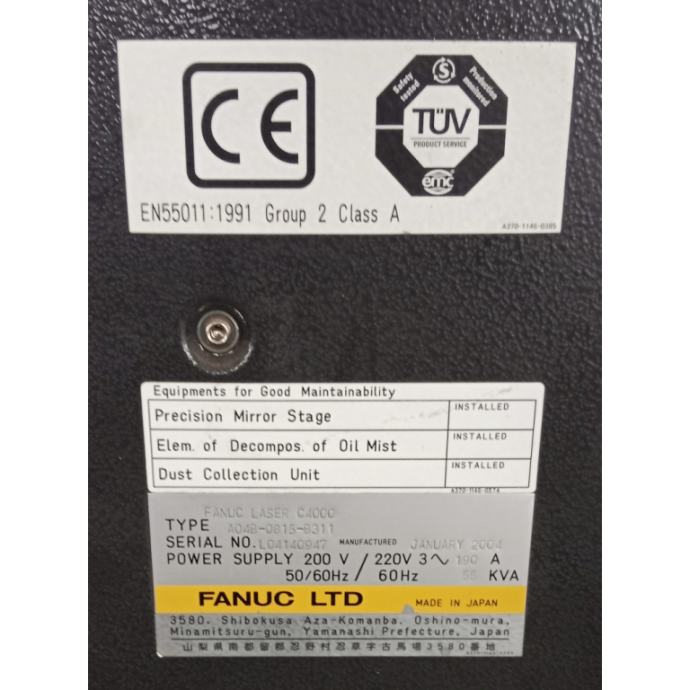 CE
Safety tested
S
Production monitored
TÜV
PRODUCT SERVICE
emc
EN55011:1991 Group 2 Class A
A370-1146-0385
Equipments for Good Maintainability
Precision Mirror Stage INSTALLED
Elem. of Decompos. of Oil Mist INSTALLED
Dust Collection Unit INSTALLED
A370-1146-0574
FANUC LASER C4000
TYPE A04B-0815-B311
SERIAL NO. L04140947 MANUFACTURED JANUARY 2004
POWER SUPPLY 200 V / 220V 3~ 190 A
50/60Hz / 60Hz 55 KVA
FANUC LTD MADE IN JAPAN
3580. Shibokusa Aza-Komanba. Oshino-mura,
Minamitsuru-gun, Yamanashi Prefecture, Japan
山梨県南都留郡忍野村忍草字古馬場3580番地